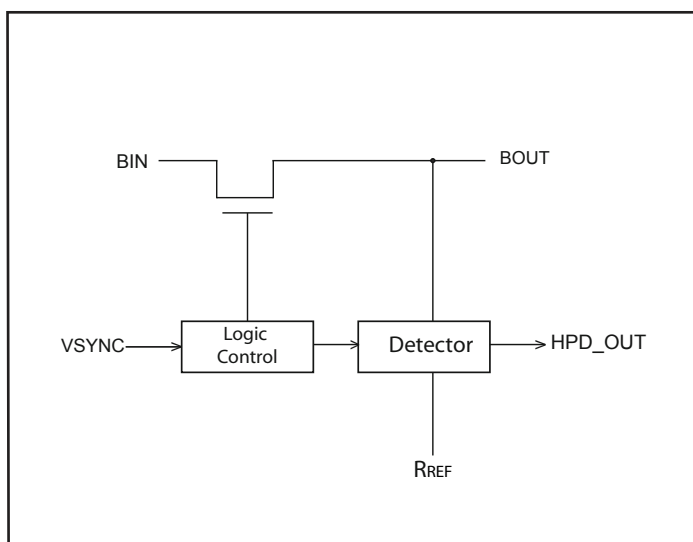 BIN
BOUT
VSYNC
Logic
Control
Detector
HPD_OUT
RREF